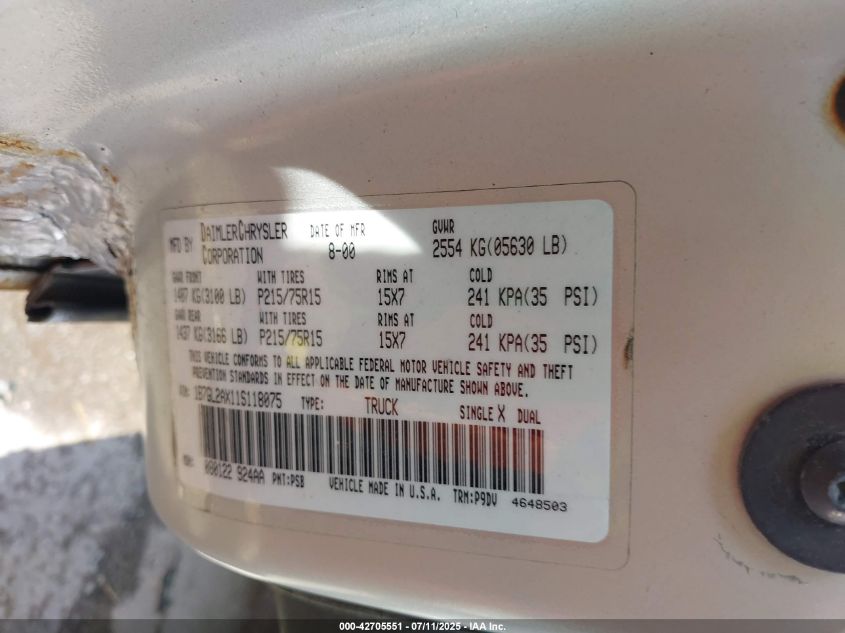 MFD BY DAIMLERCHRYSLER CORPORATION DATE OF MFR 8-00 GVWR 2554 KG(05630 LB)
GAWR FRONT WITH TIRES RIMS AT COLD
1407 KG(3100 LB) P215/75R15 15X7 241 KPA(35 PSI)
GAWR REAR WITH TIRES RIMS AT COLD
1437 KG(3166 LB) P215/75R15 15X7 241 KPA(35 PSI)
THIS VEHICLE CONFORMS TO ALL APPLICABLE FEDERAL MOTOR VEHICLE SAFETY AND THEFT
PREVENTION STANDARDS IN EFFECT ON THE DATE OF MANUFACTURE SHOWN ABOVE.
VIN: 1B7GL2AX11S118075 TYPE: TRUCK SINGLE X DUAL
MDH: 080122 924AA PNT:PSB VEHICLE MADE IN U.S.A. TRM:P9DV 4648503
000-42705551 - 07/11/2025 - IAA Inc.